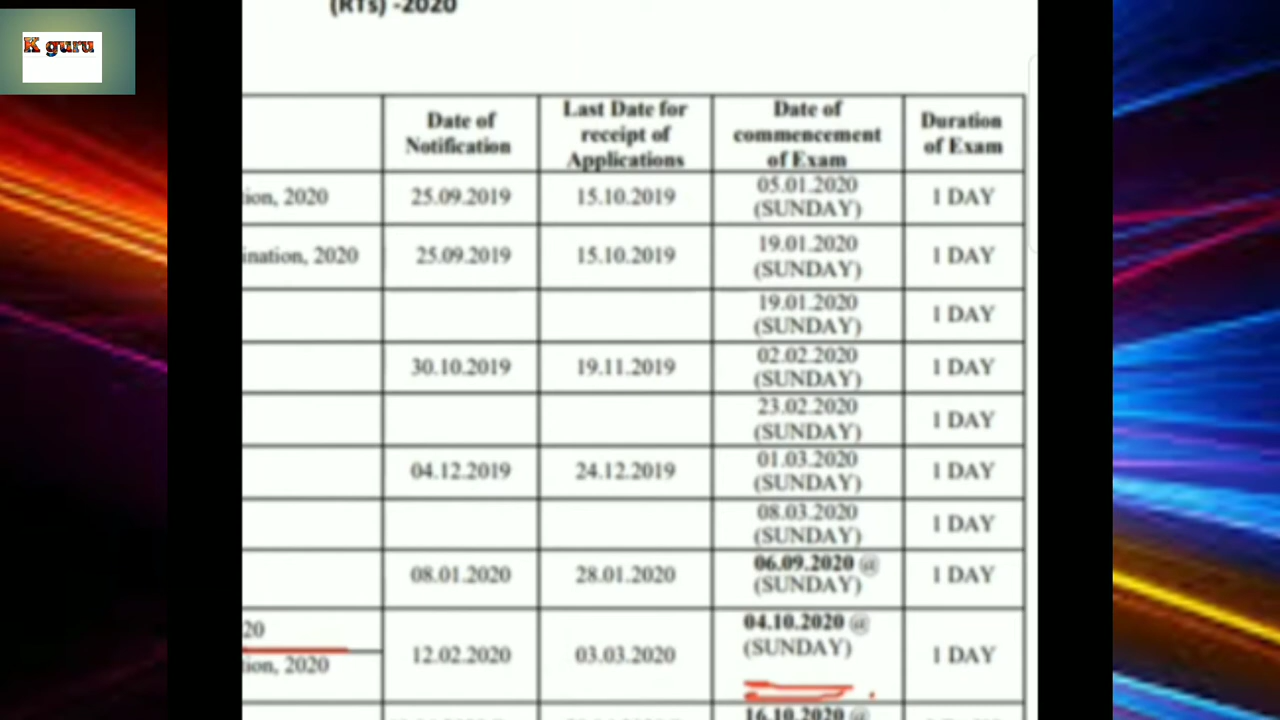 (RTs) -2020
K guru
Date of Notification
Last Date for receipt of Applications
Date of commencement of Exam
Duration of Exam
ion, 2020 25.09.2019 15.10.2019 05.01.2020 (SUNDAY) 1 DAY
ination, 2020 25.09.2019 15.10.2019 19.01.2020 (SUNDAY) 1 DAY
19.01.2020 (SUNDAY) 1 DAY
30.10.2019 19.11.2019 02.02.2020 (SUNDAY) 1 DAY
23.02.2020 (SUNDAY) 1 DAY
04.12.2019 24.12.2019 01.03.2020 (SUNDAY) 1 DAY
08.03.2020 (SUNDAY) 1 DAY
08.01.2020 28.01.2020 06.09.2020 @ (SUNDAY) 1 DAY
20
tion, 2020 12.02.2020 03.03.2020 04.10.2020 @ (SUNDAY) 1 DAY
16.10.2020 @